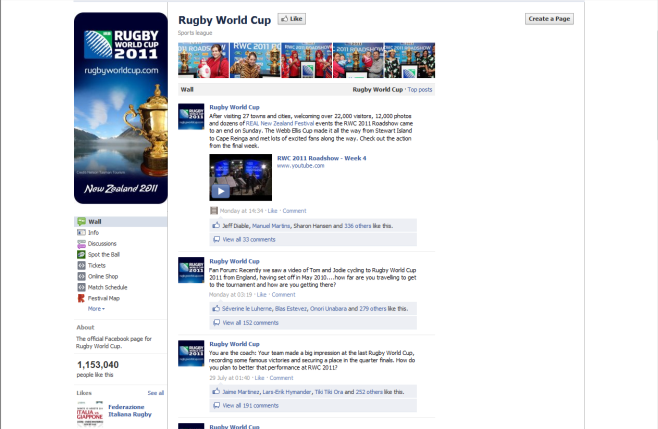 RUGBY
WORLD CUP
2011
rugbyworldcup.com
New Zealand 2011
Wall
Info
Discussions
Spot the Ball
Tickets
Online Shop
Match Schedule
Festival Map
More
About
The official Facebook page for
Rugby World Cup.
1,153,040
people like this
Likes See all
Federazione
Italiana Rugby
Rugby World Cup Like
Create a Page
Sports league
Wall Rugby World Cup · Top posts
Rugby World Cup
After visiting 27 towns and cities, welcoming over 22,000 visitors, 12,000 photos
and dozens of REAL New Zealand Festival events the RWC 2011 Roadshow came
to an end on Sunday. The Webb Ellis Cup made it all the way from Stewart Island
to Cape Reinga and met lots of excited fans along the way. Check out the action
from the final week.
RWC 2011 Roadshow - Week 4
www.youtube.com
Monday at 14:34 · Like · Comment
Jeff Diable, Manuel Martins, Sharon Hansen and 336 others like this.
View all 33 comments
Rugby World Cup
Fan Forum: Recently we saw a video of Tom and Jodie cycling to Rugby World Cup
2011 from England, having set off in May 2010....how far are you travelling to get
to the tournament and how are you getting there?
Monday at 03:19 · Like · Comment
Séverine le Luherne, Blas Estevez, Onori Unabara and 279 others like this.
View all 152 comments
Rugby World Cup
You are the coach: Your team made a big impression at the last Rugby World Cup,
recording some famous victories and securing a place in the quarter finals. How do
you plan to better that performance at RWC 2011?
29 July at 01:40 · Like · Comment
Jaime Martinez, Lars-Erik Hymander, Tiki Tiki Ora and 252 others like this.
View all 191 comments
Rugby World Cup